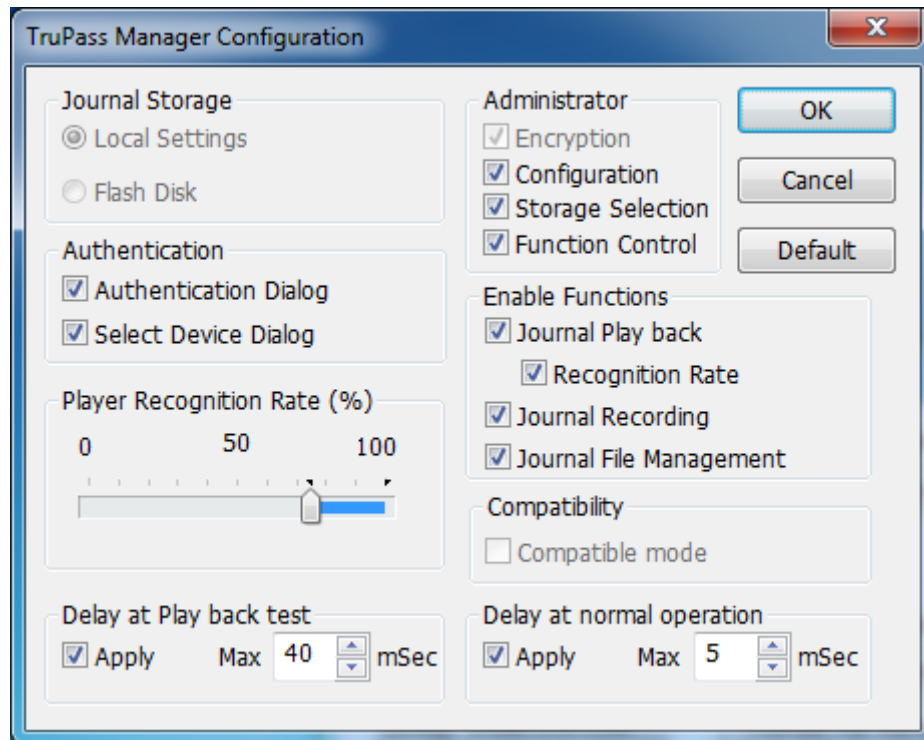 TruPass Manager Configuration
Journal Storage
Local Settings
Flash Disk
Authentication
Authentication Dialog
Select Device Dialog
Player Recognition Rate (%)
0 50 100
Delay at Play back test
Apply Max 40 mSec
Administrator
Encryption
Configuration
Storage Selection
Function Control
Enable Functions
Journal Play back
Recognition Rate
Journal Recording
Journal File Management
Compatibility
Compatible mode
Delay at normal operation
Apply Max 5 mSec
OK
Cancel
Default